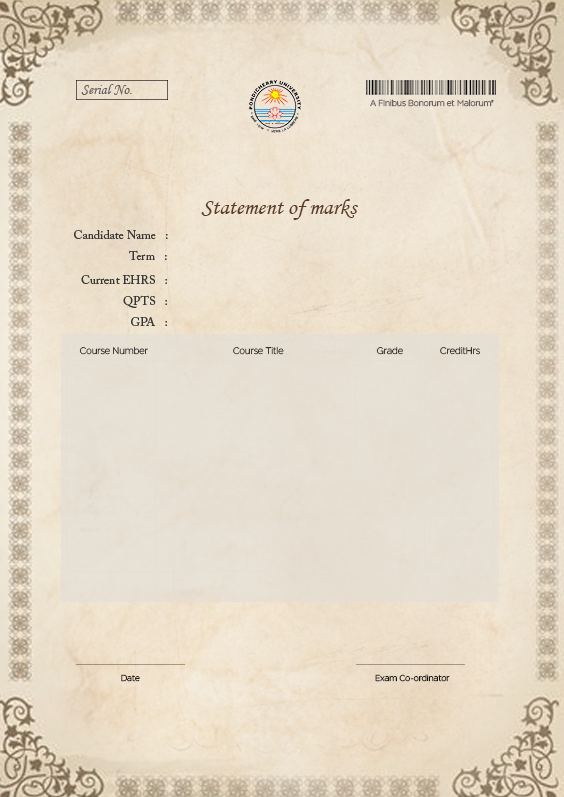 Serial No.
PONDICHERRY UNIVERSITY
A Finibus Bonorum et Malorum"
Statement of marks
Candidate Name :
Term :
Current EHRS :
QPTS :
GPA :
Course Number Course Title Grade CreditHrs
Date Exam Co-ordinator